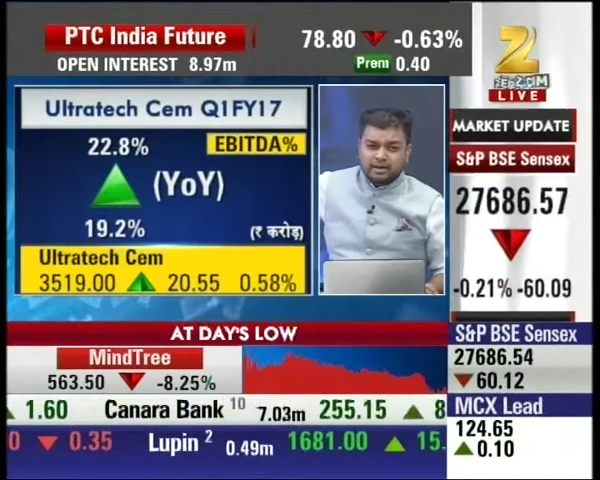 PTC India Future
78.80 -0.63%
OPEN INTEREST 8.97m
Prem 0.40
LIVE
Ultratech Cem Q1FY17
22.8% EBITDA%
(YoY)
19.2% (₹ करोड़)
Ultratech Cem
3519.00 20.55 0.58%
MARKET UPDATE
S&P BSE Sensex
27686.57
-0.21% -60.09
AT DAY'S LOW
MindTree
563.50 -8.25%
S&P BSE Sensex
27686.54
60.12
MCX Lead
124.65
0.10
1.60 Canara Bank 10 7.03m 255.15 8
0 0.35 Lupin 2 0.49m 1681.00 15.